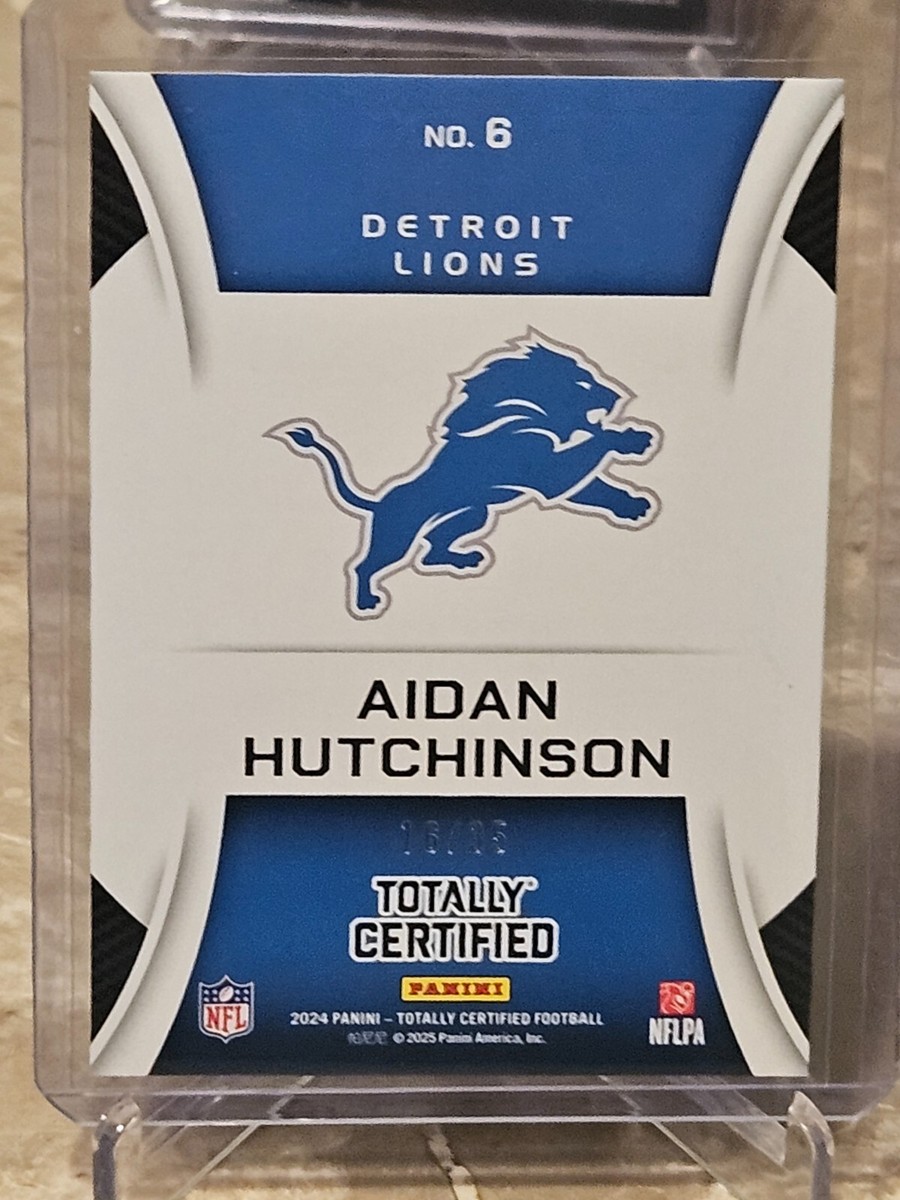 NO. 6
DETROIT
LIONS
AIDAN
HUTCHINSON
TOTALLY
CERTIFIED
PANINI
NFL
2024 PANINI – TOTALLY CERTIFIED FOOTBALL
© 2025 Panini America, Inc.
NFLPA